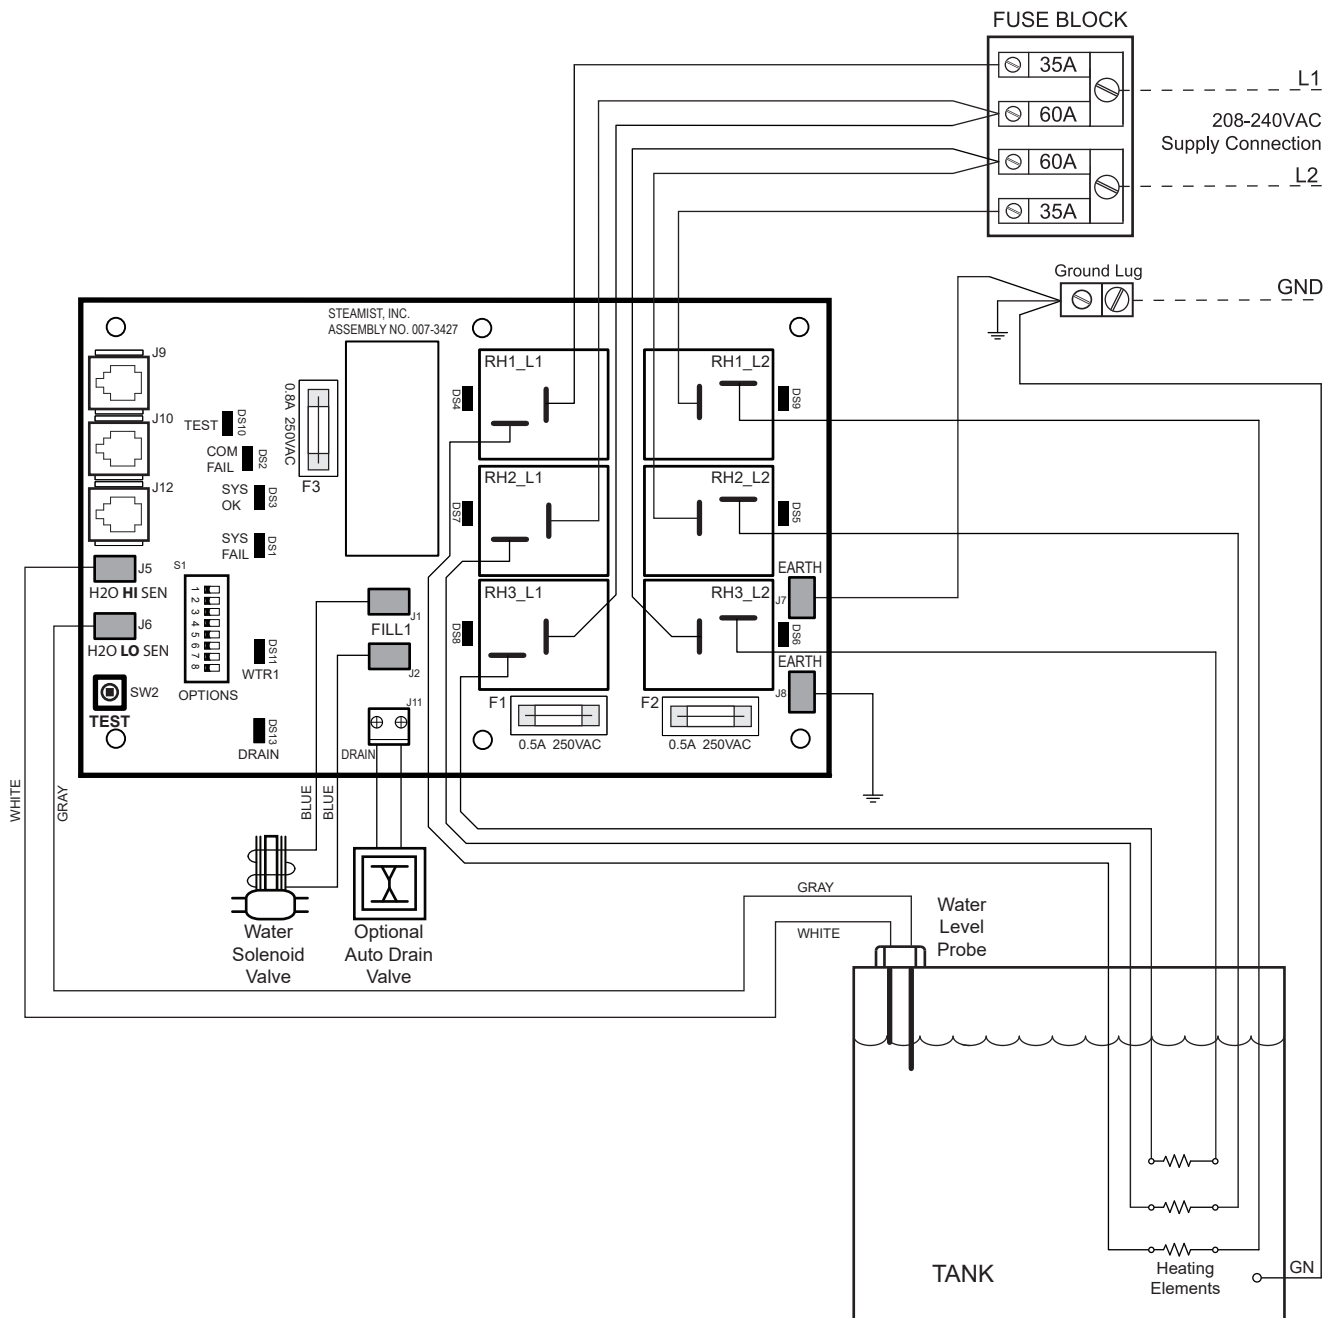 FUSE BLOCK
35A
L1
60A
208-240VAC
Supply Connection
60A
L2
35A
Ground Lug
GND
STEAMIST, INC.
ASSEMBLY NO. 007-3427
J9
J10
J12
TEST
DS10
COM
FAIL
DS2
SYS
OK
DS3
SYS
FAIL
DS1
0.8A 250VAC
F3
RH1_L1
DS4
RH1_L2
DS9
RH2_L1
DS7
RH2_L2
DS5
RH3_L1
DS8
RH3_L2
DS6
EARTH
J7
EARTH
J8
J5
H2O HI SEN
J6
H2O LO SEN
S1
1
2
3
4
5
6
7
8
OPTIONS
SW2
TEST
J1
FILL1
J2
DS11
WTR1
DS13
DRAIN
J11
DRAIN
F1
0.5A 250VAC
F2
0.5A 250VAC
WHITE
GRAY
BLUE
BLUE
Water
Solenoid
Valve
Optional
Auto Drain
Valve
GRAY
WHITE
Water
Level
Probe
TANK
Heating
Elements
GN